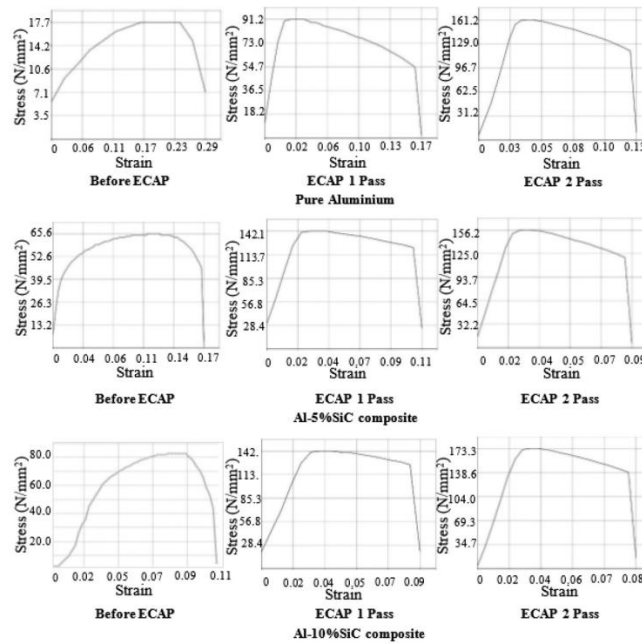 Stress (N/mm²)
17.7
14.2
10.6
7.1
3.5
0 0.06 0.11 0.17 0.23 0.29
Strain
Before ECAP
Stress (N/mm²)
91.2
73.0
54.7
36.5
18.2
0 0.03 0.07 0.10 0.14 0.17
Strain
ECAP 1 Pass
Stress (N/mm²)
161.2
129.0
96.7
64.5
31.2
0 0.03 0.05 0.08 0.10 0.13
Strain
ECAP 2 Pass
Pure Aluminium
Stress (N/mm²)
65.6
52.6
39.5
26.3
13.2
0 0.04 0.07 0.11 0.14 0.17
Strain
Before ECAP
Stress (N/mm²)
142.1
113.7
85.3
56.8
28.4
0 0.02 0.04 0.07 0.09 0.11
Strain
ECAP 1 Pass
Stress (N/mm²)
156.2
125.0
93.7
64.5
32.2
0 0.02 0.03 0.06 0.07 0.09
Strain
ECAP 2 Pass
Al-5%SiC composite
Stress (N/mm²)
80.0
60.0
40.0
20.0
0 0.02 0.05 0.07 0.09 0.11
Strain
Before ECAP
Stress (N/mm²)
142.
113.
85.3
56.8
28.4
0 0.02 0.04 0.06 0.07 0.09
Strain
ECAP 1 Pass
Stress (N/mm²)
173.3
138.6
104.0
69.3
34.7
0 0.02 0.03 0.05 0.06 0.08
Strain
ECAP 2 Pass
Al-10%SiC composite